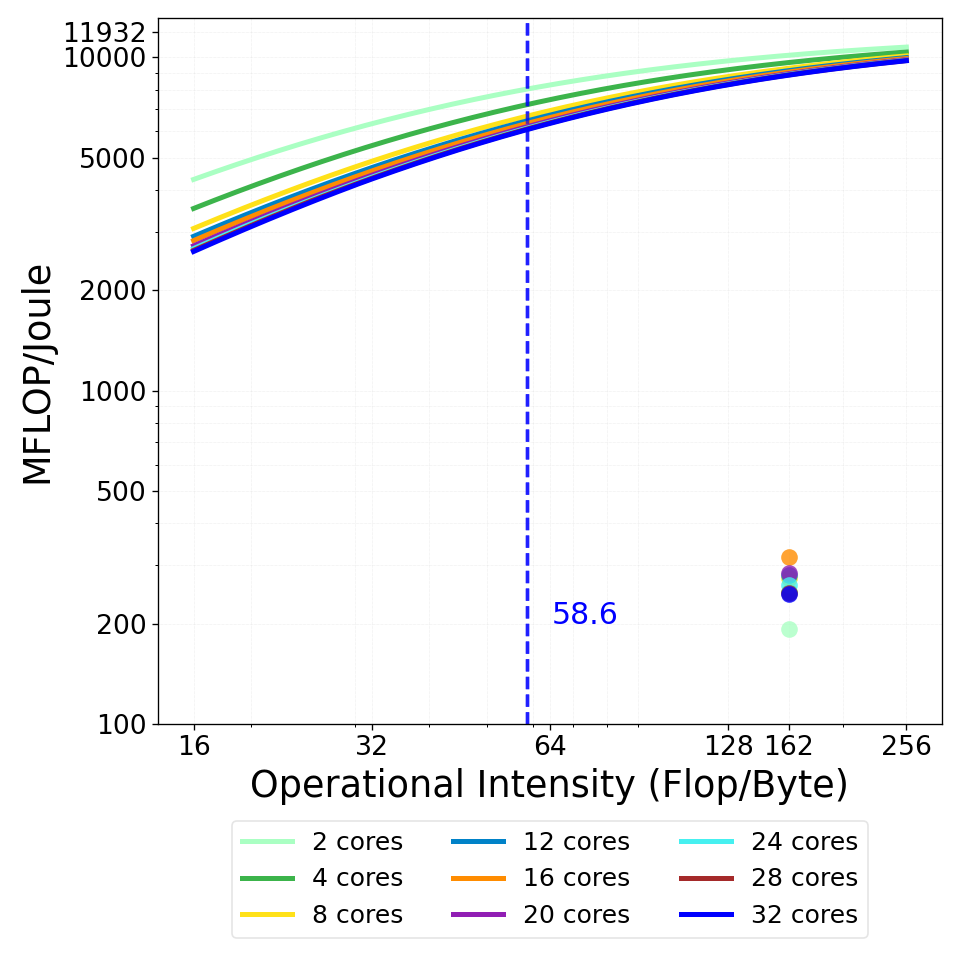 11932
10000
5000
2000
1000
500
200
100
MFLOP/Joule
58.6
16 32 64 128 162 256
Operational Intensity (Flop/Byte)
2 cores 12 cores 24 cores
4 cores 16 cores 28 cores
8 cores 20 cores 32 cores